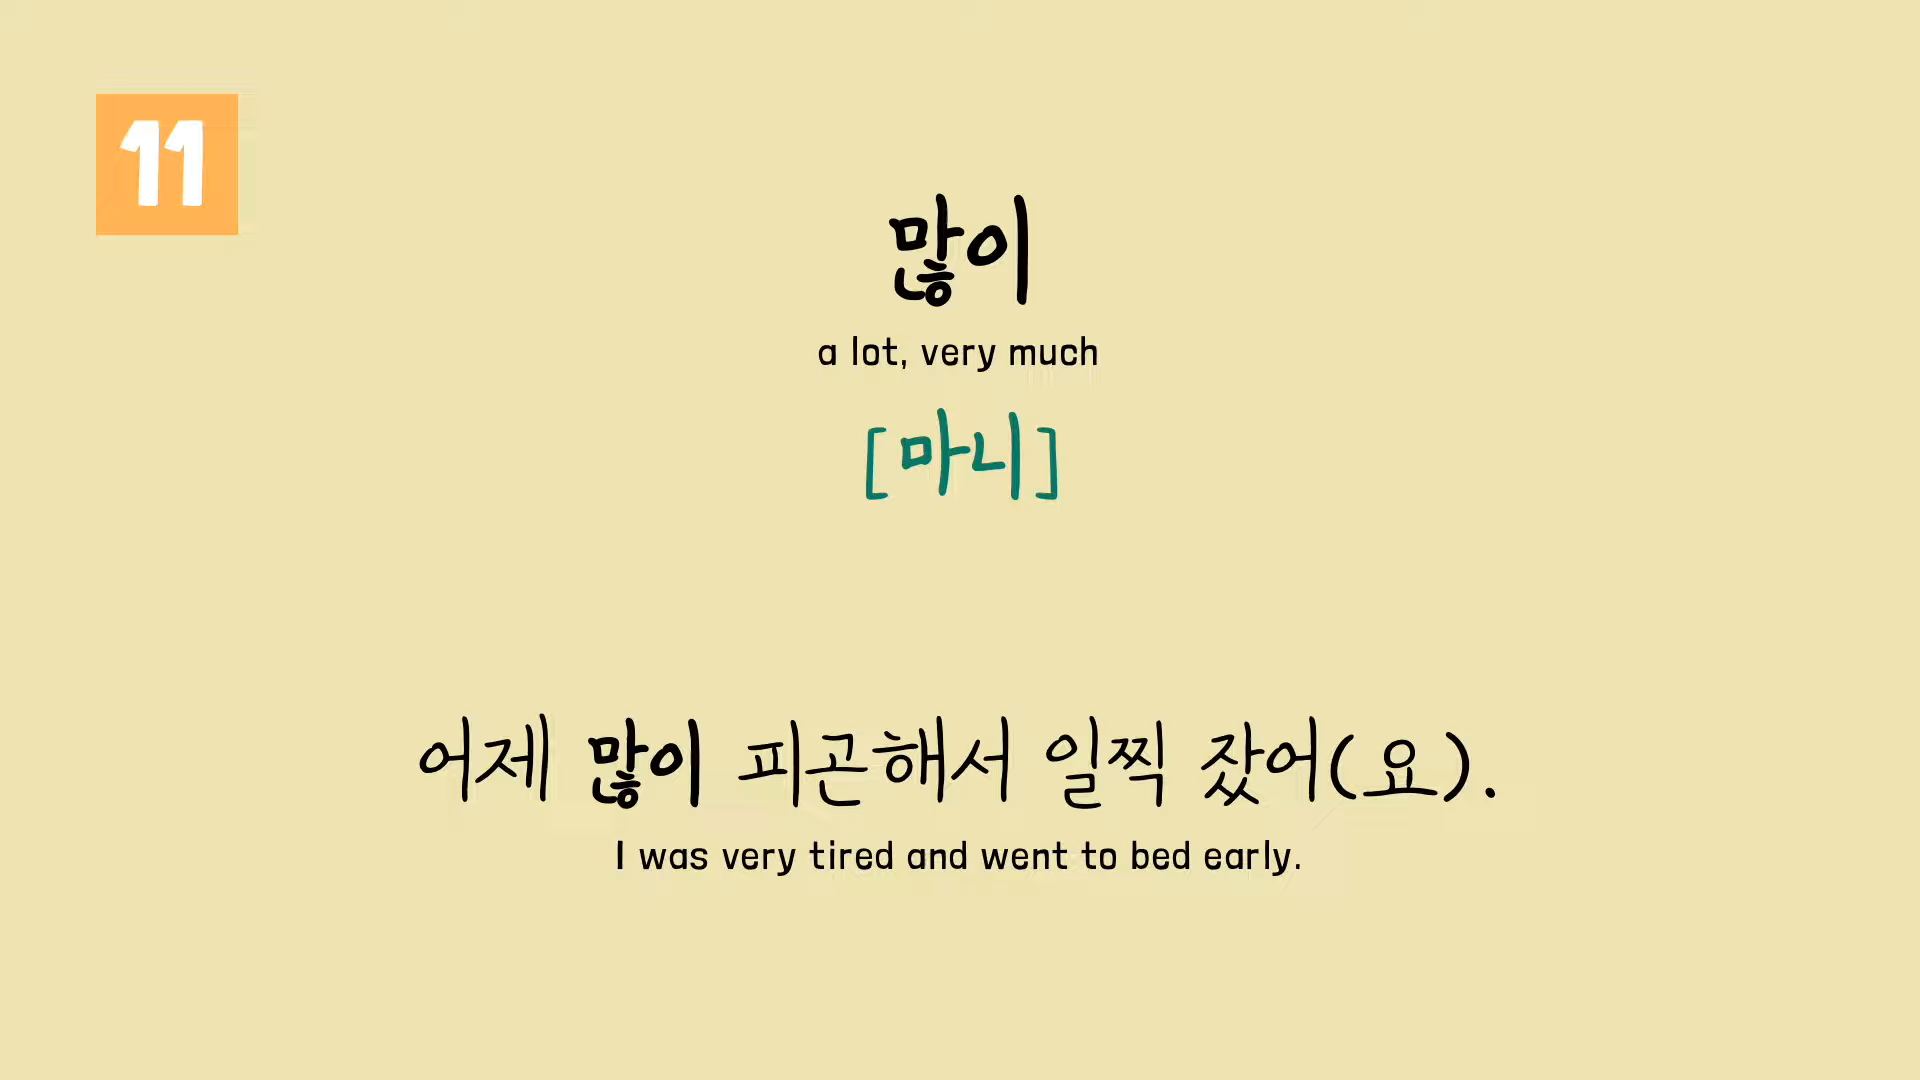 11
많이
a lot, very much
[마니]
어제 많이 피곤해서 일찍 잤어(요).
I was very tired and went to bed early.